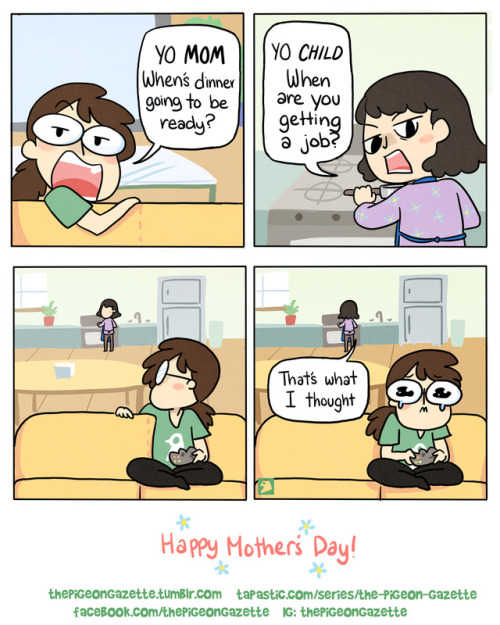 YO MOM
When's dinner
going to be
ready?
YO CHILD
When
are you
getting
a job?
That's what
I thought
Happy Mother's Day!
thepigeongazette.tumblr.com tapastic.com/series/the-pigeon-gazette
facebook.com/thepigeongazette IG: thepigeongazette